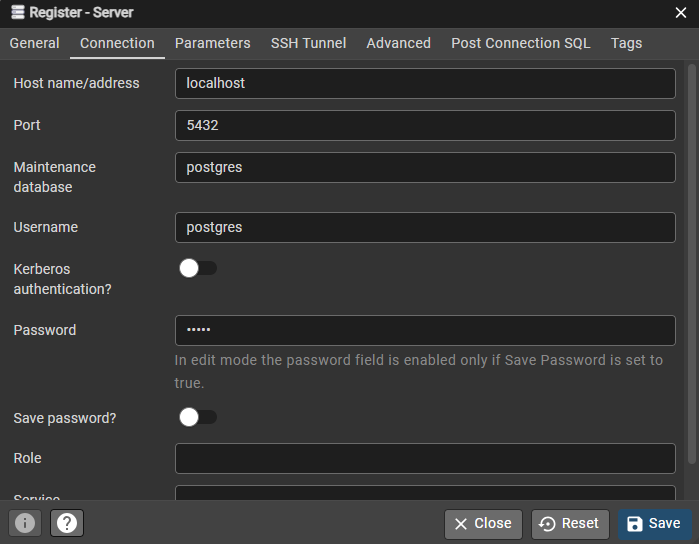 Register - Server
General Connection Parameters SSH Tunnel Advanced Post Connection SQL Tags
Host name/address localhost
Port 5432
Maintenance postgres
database
Username postgres
Kerberos
authentication?
Password •••••
In edit mode the password field is enabled only if Save Password is set to
true.
Save password?
Role
Service
Close Reset Save